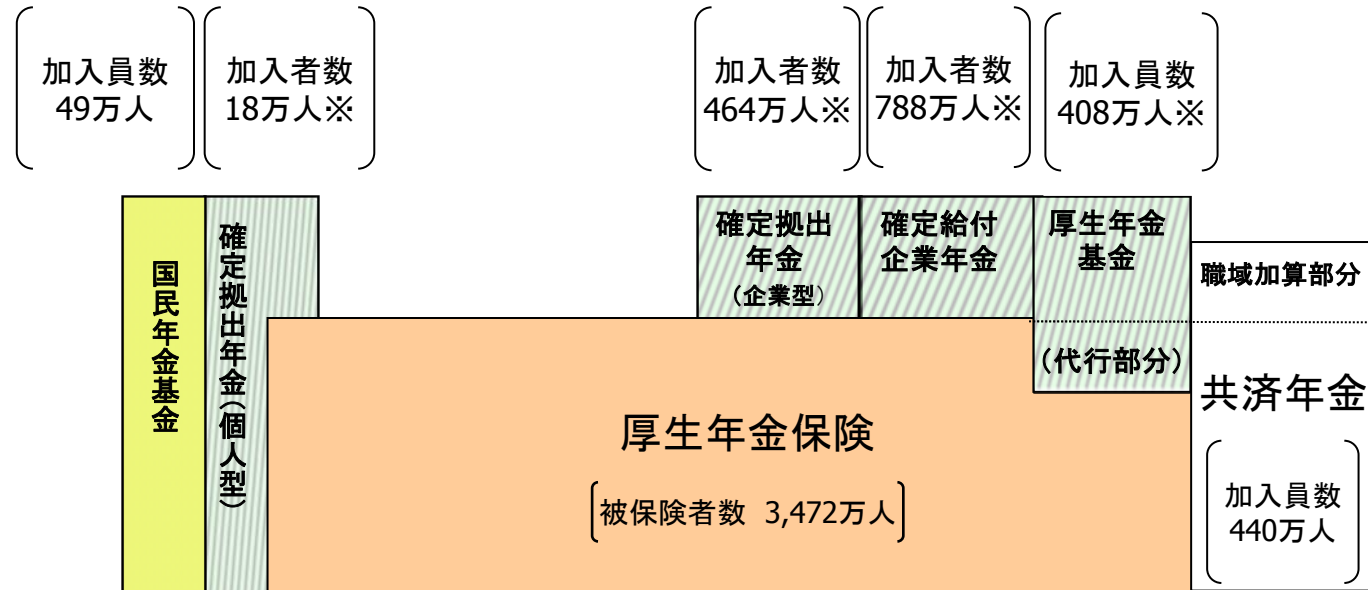 加入員数
49万人
加入者数
18万人※
加入者数
464万人※
加入者数
788万人※
加入員数
408万人※
国民年金基金
確定拠出年金(個人型)
確定拠出
年金
(企業型)
確定給付
企業年金
厚生年金
基金
(代行部分)
職域加算部分
厚生年金保険
被保険者数 3,472万人
共済年金
加入員数
440万人